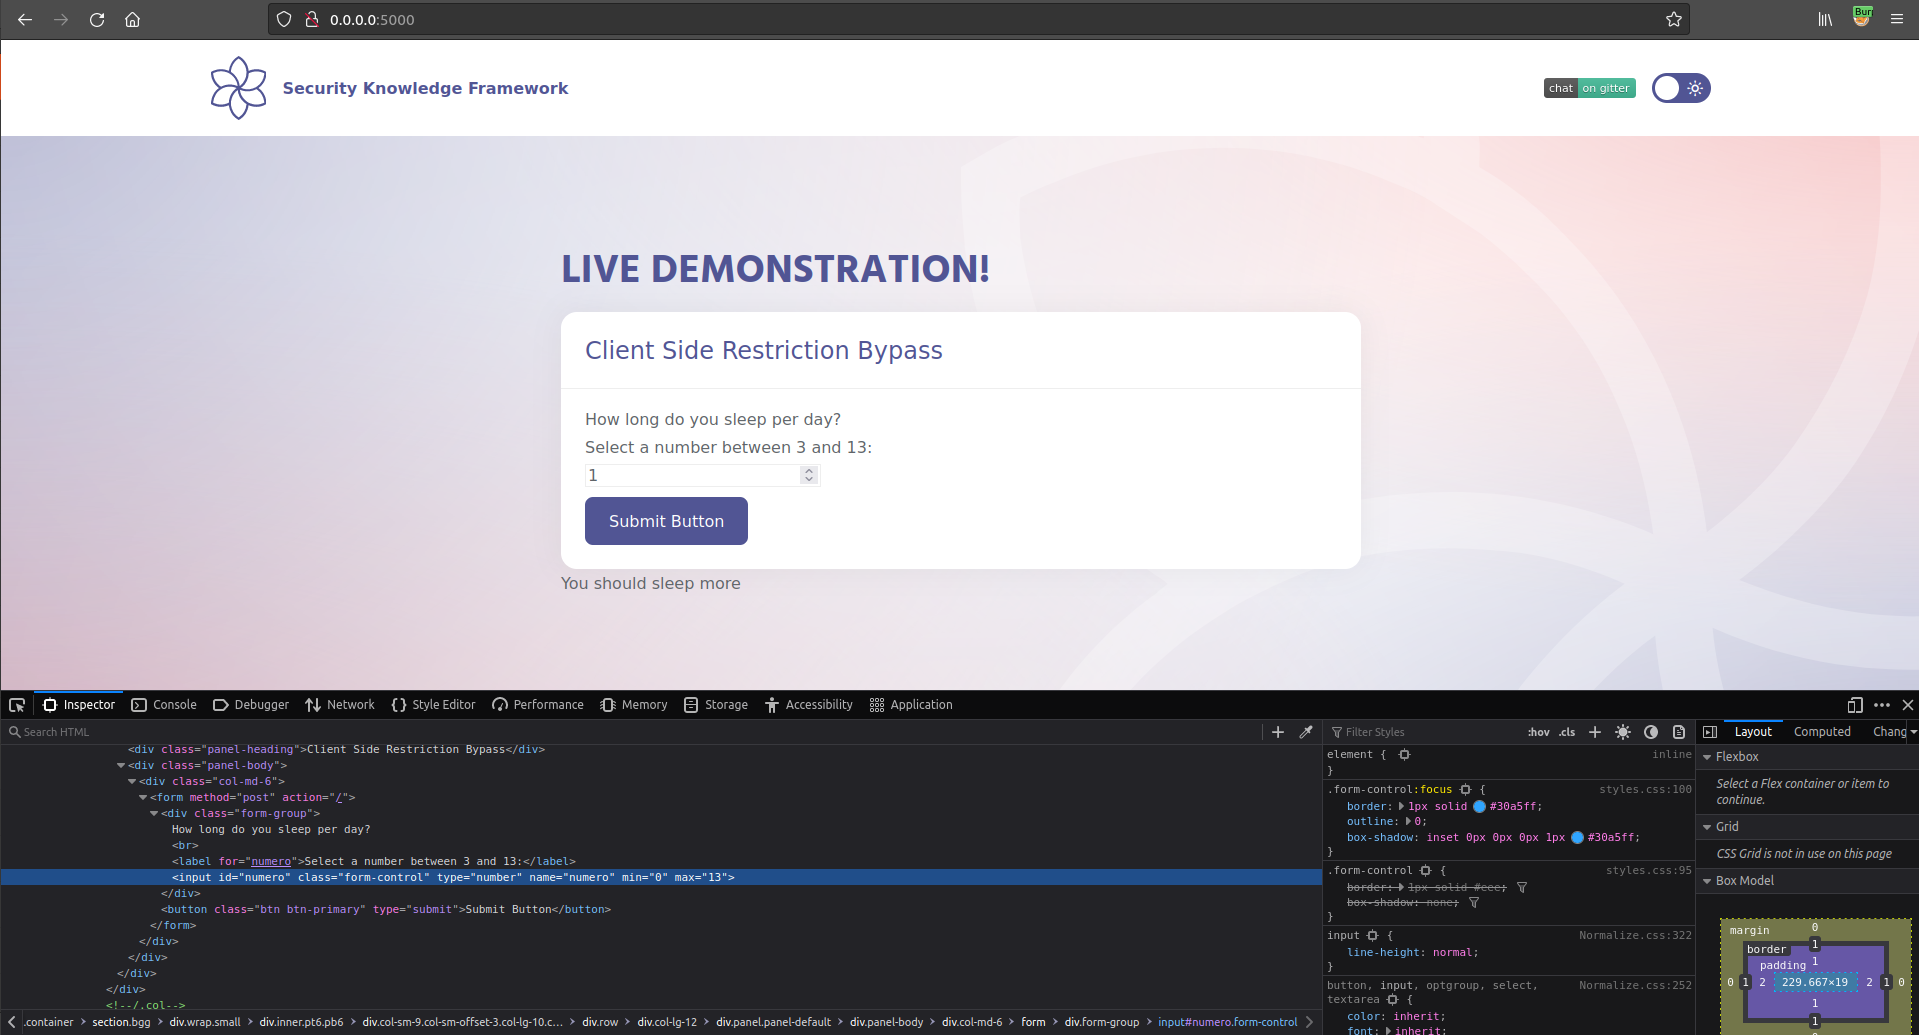 0.0.0.0:5000
Bur
Security Knowledge Framework
chat on gitter
LIVE DEMONSTRATION!
Client Side Restriction Bypass
How long do you sleep per day?
Select a number between 3 and 13:
1
Submit Button
You should sleep more
Inspector Console Debugger Network Style Editor Performance Memory Storage Accessibility Application
Search HTML
<div class="panel-heading">Client Side Restriction Bypass</div>
<div class="panel-body">
<div class="col-md-6">
<form method="post" action="/">
<div class="form-group">
How long do you sleep per day?
<br>
<label for="numero">Select a number between 3 and 13:</label>
<input id="numero" class="form-control" type="number" name="numero" min="0" max="13">
</div>
<button class="btn btn-primary" type="submit">Submit Button</button>
</form>
</div>
</div>
</div>
</div>
<!--/.col-->
.container section.bgg div.wrap.small div.inner.pt6.pb6 div.col-sm-9.col-sm-offset-3.col-lg-10.c... div.row div.col-lg-12 div.panel.panel-default div.panel-body div.col-md-6 form div.form-group input#numero.form-control
Filter Styles :hov .cls
element { inline
}
.form-control:focus { styles.css:100
border: 1px solid #30a5ff;
outline: 0;
box-shadow: inset 0px 0px 0px 1px #30a5ff;
}
.form-control { styles.css:95
border: 1px solid #eee;
box-shadow: none;
}
input { Normalize.css:322
line-height: normal;
}
button, input, optgroup, select, Normalize.css:252
textarea {
color: inherit;
font: inherit;
Layout Computed Chang
Flexbox
Select a Flex container or item to
continue.
Grid
CSS Grid is not in use on this page
Box Model
margin 0
border 1
padding 1
0 1 2 229.667×19 2 1 0
1
1